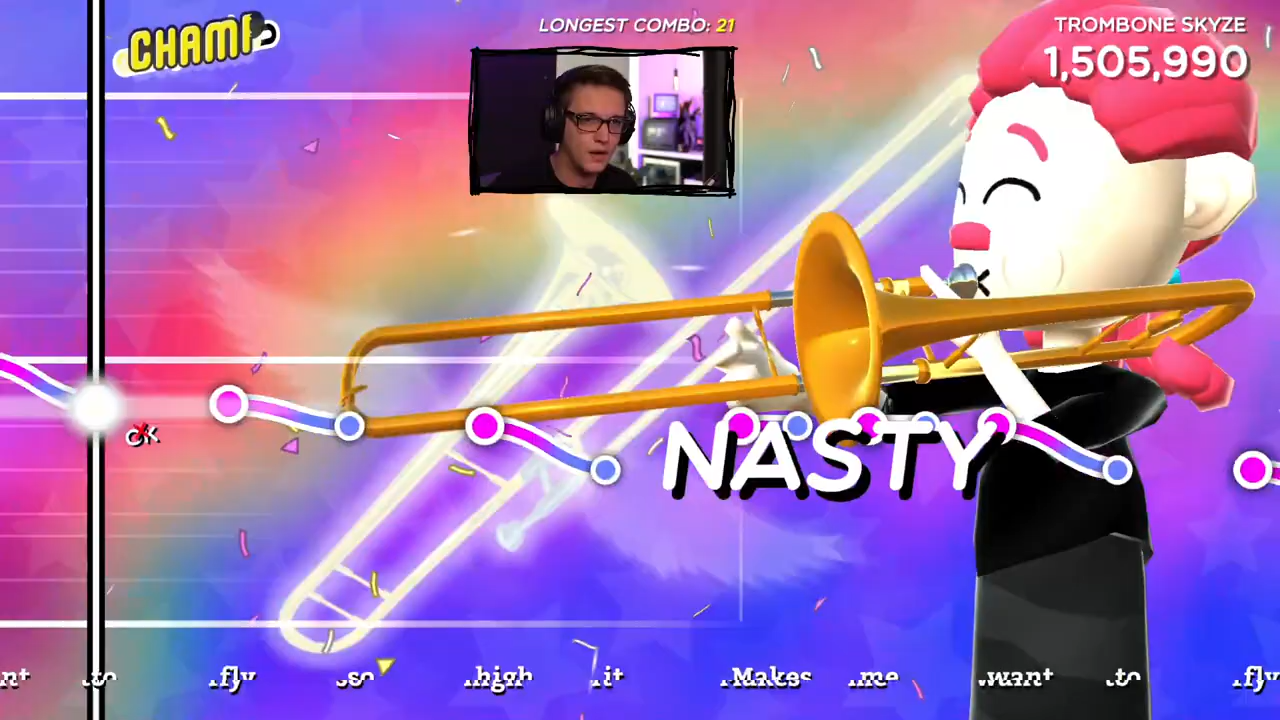 CHAMP
LONGEST COMBO: 21
TROMBONE SKYZE
1,505,990
OK
NASTY
to fly so high it Makes me want to fly